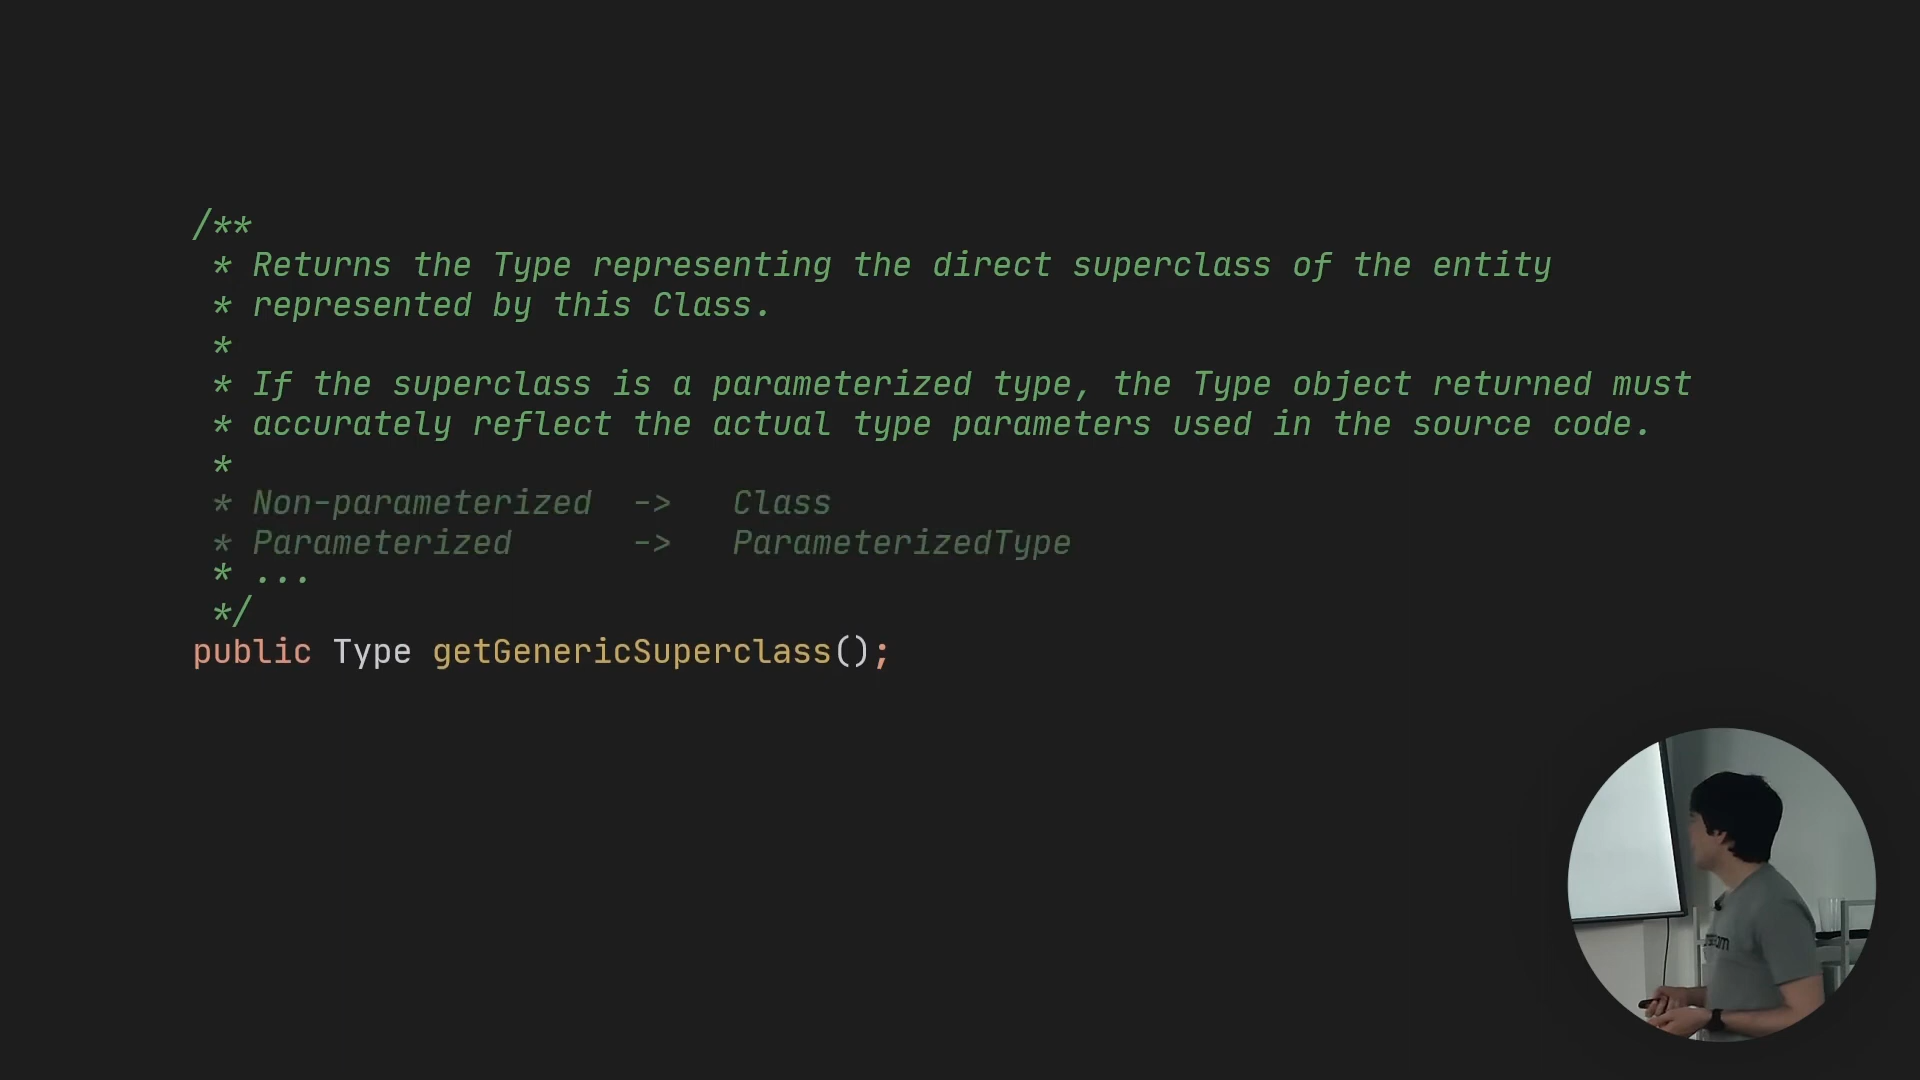 /**
* Returns the Type representing the direct superclass of the entity
* represented by this Class.
*
* If the superclass is a parameterized type, the Type object returned must
* accurately reflect the actual type parameters used in the source code.
*
* Non-parameterized -> Class
* Parameterized -> ParameterizedType
* ...
*/
public Type getGenericSuperclass();